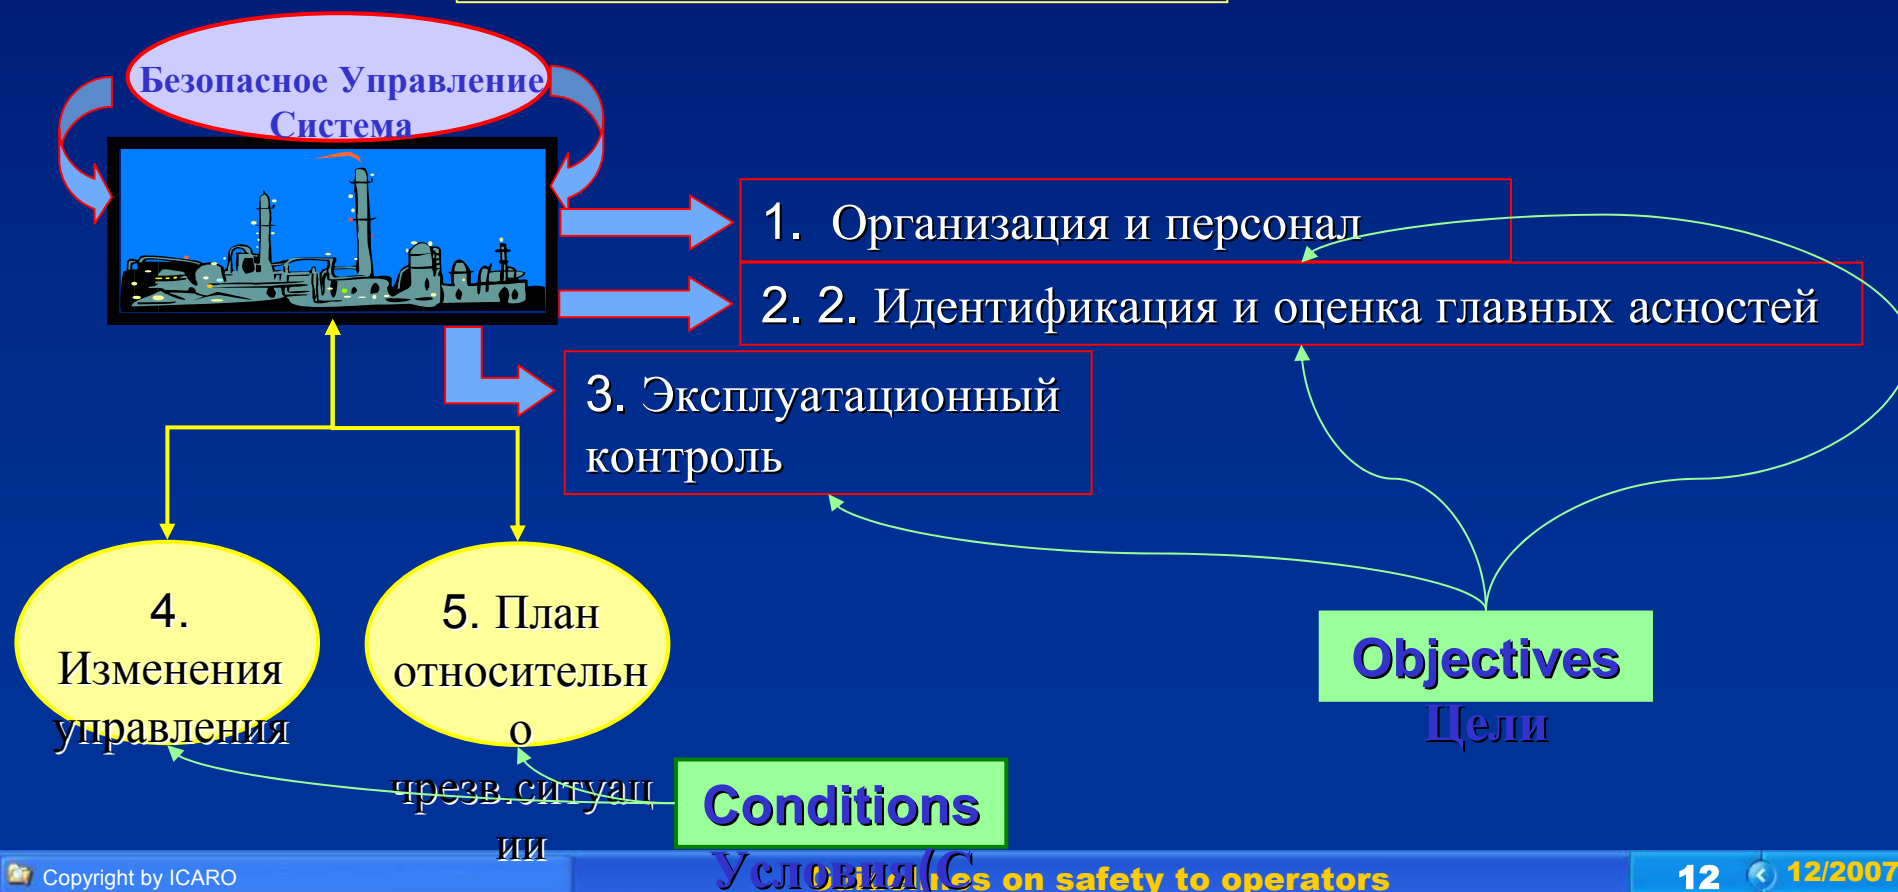 Безопасное Управление
Система
1. Организация и персонал
2. 2. Идентификация и оценка главных асностей
3. Эксплуатационный
контроль
4.
Изменения
управления
5. План
относительн
о
чрезв.ситуац
ии
Objectives
Цели
Conditions
Условия(С
Copyright by ICARO
on safety to operators
12
12/2007